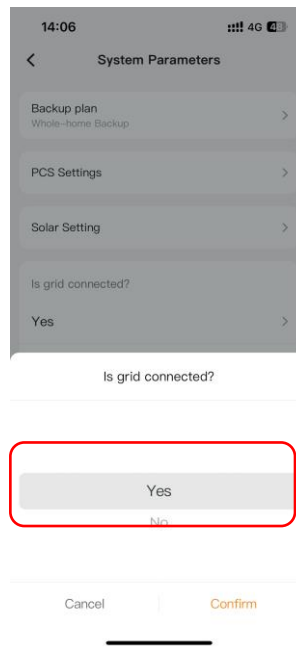 14:06
4G 43
System Parameters
Backup plan
Whole-home Backup
PCS Settings
Solar Setting
Is grid connected?
Yes
Is grid connected?
Yes
No
Cancel
Confirm